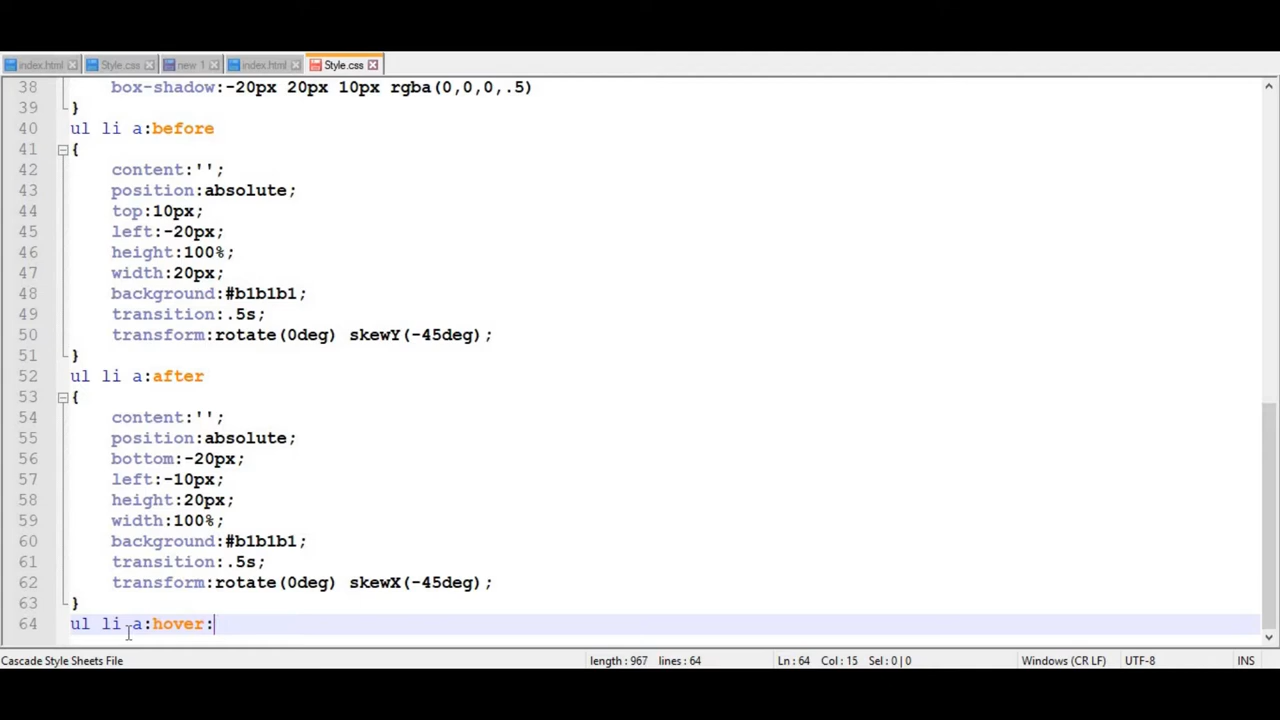 index.html Style.css new 1 index.html Style.css
38 box-shadow:-20px 20px 10px rgba(0,0,0,.5)
39 }
40 ul li a:before
41 {
42 content:'';
43 position:absolute;
44 top:10px;
45 left:-20px;
46 height:100%;
47 width:20px;
48 background:#b1b1b1;
49 transition:.5s;
50 transform:rotate(0deg) skewY(-45deg);
51 }
52 ul li a:after
53 {
54 content:'';
55 position:absolute;
56 bottom:-20px;
57 left:-10px;
58 height:20px;
59 width:100%;
60 background:#b1b1b1;
61 transition:.5s;
62 transform:rotate(0deg) skewX(-45deg);
63 }
64 ul li a:hover:
Cascade Style Sheets File length : 967 lines : 64 Ln : 64 Col : 15 Sel : 0 | 0 Windows (CR LF) UTF-8 INS